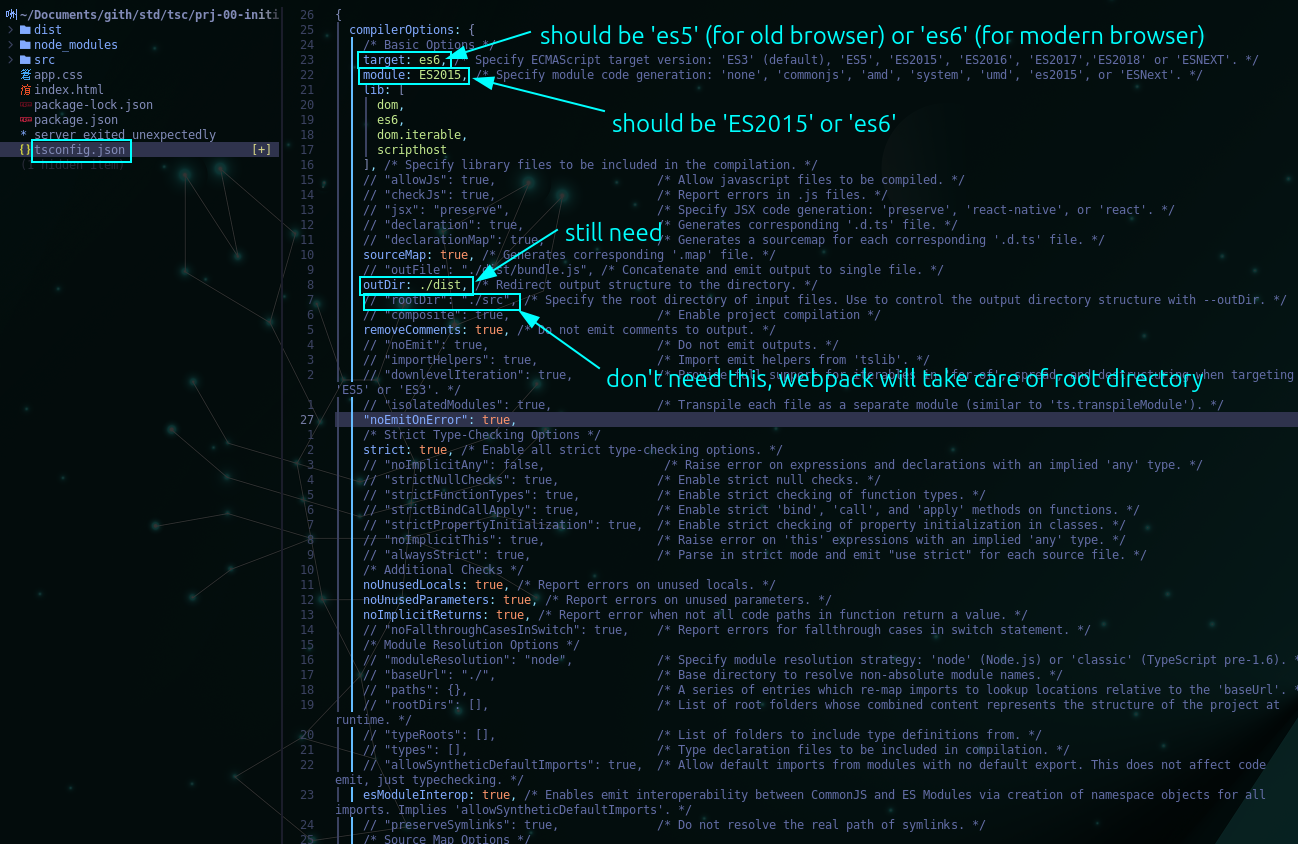 ~/Documents/gith/std/tsc/prj-00-initi
dist
node_modules
src
app.css
index.html
package-lock.json
package.json
* server exited unexpectedly
{} tsconfig.json [+]
(1 hidden item)
26 {
25 compilerOptions: {
24 /* Basic Options */
should be 'es5' (for old browser) or 'es6' (for modern browser)
23 target: es6, /* Specify ECMAScript target version: 'ES3' (default), 'ES5', 'ES2015', 'ES2016', 'ES2017','ES2018' or 'ESNEXT'. */
22 module: ES2015, /* Specify module code generation: 'none', 'commonjs', 'amd', 'system', 'umd', 'es2015', or 'ESNext'. */
21 lib: [
20 dom,
19 es6,
should be 'ES2015' or 'es6'
18 dom.iterable,
17 scripthost
16 ], /* Specify library files to be included in the compilation. */
15 // "allowJs": true, /* Allow javascript files to be compiled. */
14 // "checkJs": true, /* Report errors in .js files. */
13 // "jsx": "preserve", /* Specify JSX code generation: 'preserve', 'react-native', or 'react'. */
12 // "declaration": true, /* Generates corresponding '.d.ts' file. */
still need
11 // "declarationMap": true, /* Generates a sourcemap for each corresponding '.d.ts' file. */
10 sourceMap: true, /* Generates corresponding '.map' file. */
9 // "outFile": "./dist/bundle.js", /* Concatenate and emit output to single file. */
8 outDir: ./dist, /* Redirect output structure to the directory. */
7 // "rootDir": "./src", /* Specify the root directory of input files. Use to control the output directory structure with --outDir. */
6 // "composite": true, /* Enable project compilation */
5 removeComments: true, /* Do not emit comments to output. */
4 // "noEmit": true, /* Do not emit outputs. */
3 // "importHelpers": true, /* Import emit helpers from 'tslib'. */
2 // "downlevelIteration": true, /* Provide full support for iterables in 'for-of', spread, and destructuring when targeting
don't need this, webpack will take care of root directory
'ES5' or 'ES3'. */
1 // "isolatedModules": true, /* Transpile each file as a separate module (similar to 'ts.transpileModule'). */
27 "noEmitOnError": true,
1 /* Strict Type-Checking Options */
2 strict: true, /* Enable all strict type-checking options. */
3 // "noImplicitAny": false, /* Raise error on expressions and declarations with an implied 'any' type. */
4 // "strictNullChecks": true, /* Enable strict null checks. */
5 // "strictFunctionTypes": true, /* Enable strict checking of function types. */
6 // "strictBindCallApply": true, /* Enable strict 'bind', 'call', and 'apply' methods on functions. */
7 // "strictPropertyInitialization": true, /* Enable strict checking of property initialization in classes. */
8 // "noImplicitThis": true, /* Raise error on 'this' expressions with an implied 'any' type. */
9 // "alwaysStrict": true, /* Parse in strict mode and emit "use strict" for each source file. */
10 /* Additional Checks */
11 noUnusedLocals: true, /* Report errors on unused locals. */
12 noUnusedParameters: true, /* Report errors on unused parameters. */
13 noImplicitReturns: true, /* Report error when not all code paths in function return a value. */
14 // "noFallthroughCasesInSwitch": true, /* Report errors for fallthrough cases in switch statement. */
15 /* Module Resolution Options */
16 // "moduleResolution": "node", /* Specify module resolution strategy: 'node' (Node.js) or 'classic' (TypeScript pre-1.6). *
17 // "baseUrl": "./", /* Base directory to resolve non-absolute module names. */
18 // "paths": {}, /* A series of entries which re-map imports to lookup locations relative to the 'baseUrl'. *
19 // "rootDirs": [], /* List of root folders whose combined content represents the structure of the project at
runtime. */
20 // "typeRoots": [], /* List of folders to include type definitions from. */
21 // "types": [], /* Type declaration files to be included in compilation. */
22 // "allowSyntheticDefaultImports": true, /* Allow default imports from modules with no default export. This does not affect code
emit, just typechecking. */
23 esModuleInterop: true, /* Enables emit interoperability between CommonJS and ES Modules via creation of namespace objects for all
imports. Implies 'allowSyntheticDefaultImports'. */
24 // "preserveSymlinks": true, /* Do not resolve the real path of symlinks. */
25 /* Source Map Options */